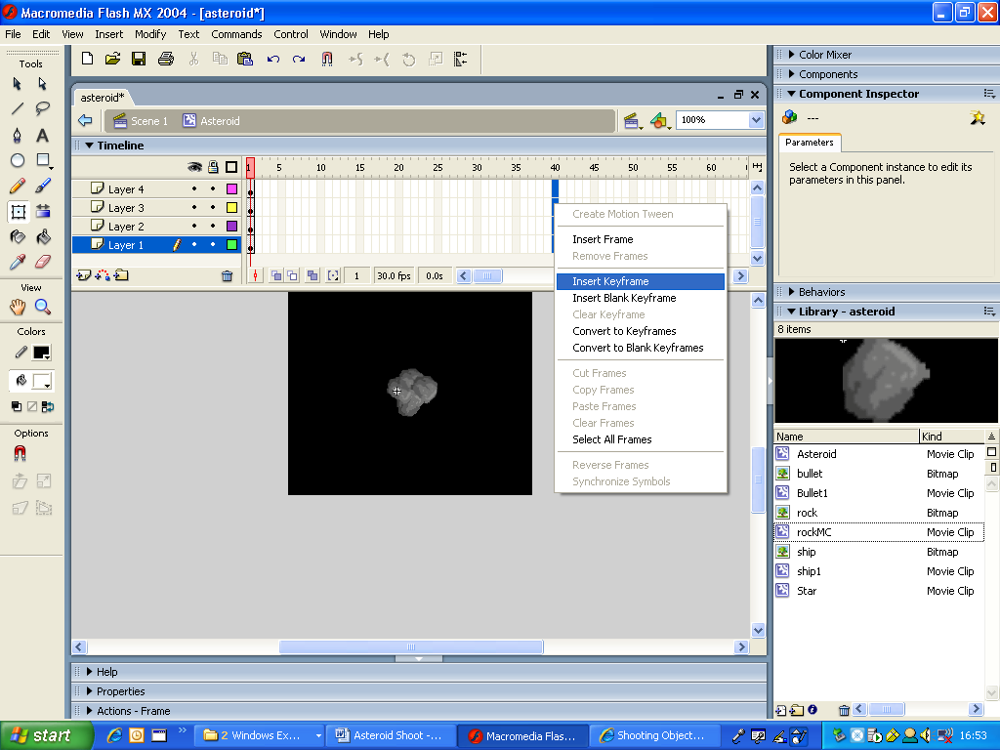 Macromedia Flash MX 2004 - [asteroid*]
File Edit View Insert Modify Text Commands Control Window Help
Tools
asteroid*
Scene 1 Asteroid 100%
Timeline
1 5 10 15 20 25 30 35 40 45 50 55 60
Layer 4
Layer 3
Layer 2
Layer 1
1 30.0 fps 0.0s
Create Motion Tween
Insert Frame
Remove Frames
Insert Keyframe
Insert Blank Keyframe
Clear Keyframe
Convert to Keyframes
Convert to Blank Keyframes
Cut Frames
Copy Frames
Paste Frames
Clear Frames
Select All Frames
Reverse Frames
Synchronize Symbols
View
Colors
Options
Help
Properties
Actions - Frame
Color Mixer
Components
Component Inspector
---
Parameters
Select a Component instance to edit its
parameters in this panel.
Behaviors
Library - asteroid
8 items
Name Kind
Asteroid Movie Clip
bullet Bitmap
Bullet1 Movie Clip
rock Bitmap
rockMC Movie Clip
ship Bitmap
ship1 Movie Clip
Star Movie Clip
start 2 Windows Ex... Asteroid Shoot -... Macromedia Flas... Shooting Object... 16:53